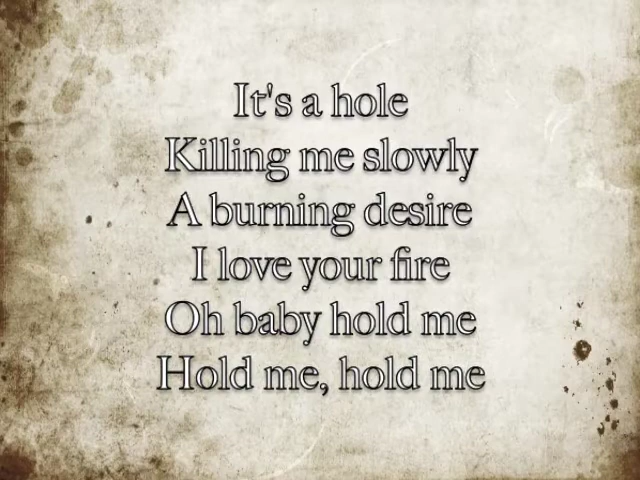 It's a hole
Killing me slowly
A burning desire
I love your fire
Oh baby hold me
Hold me, hold me